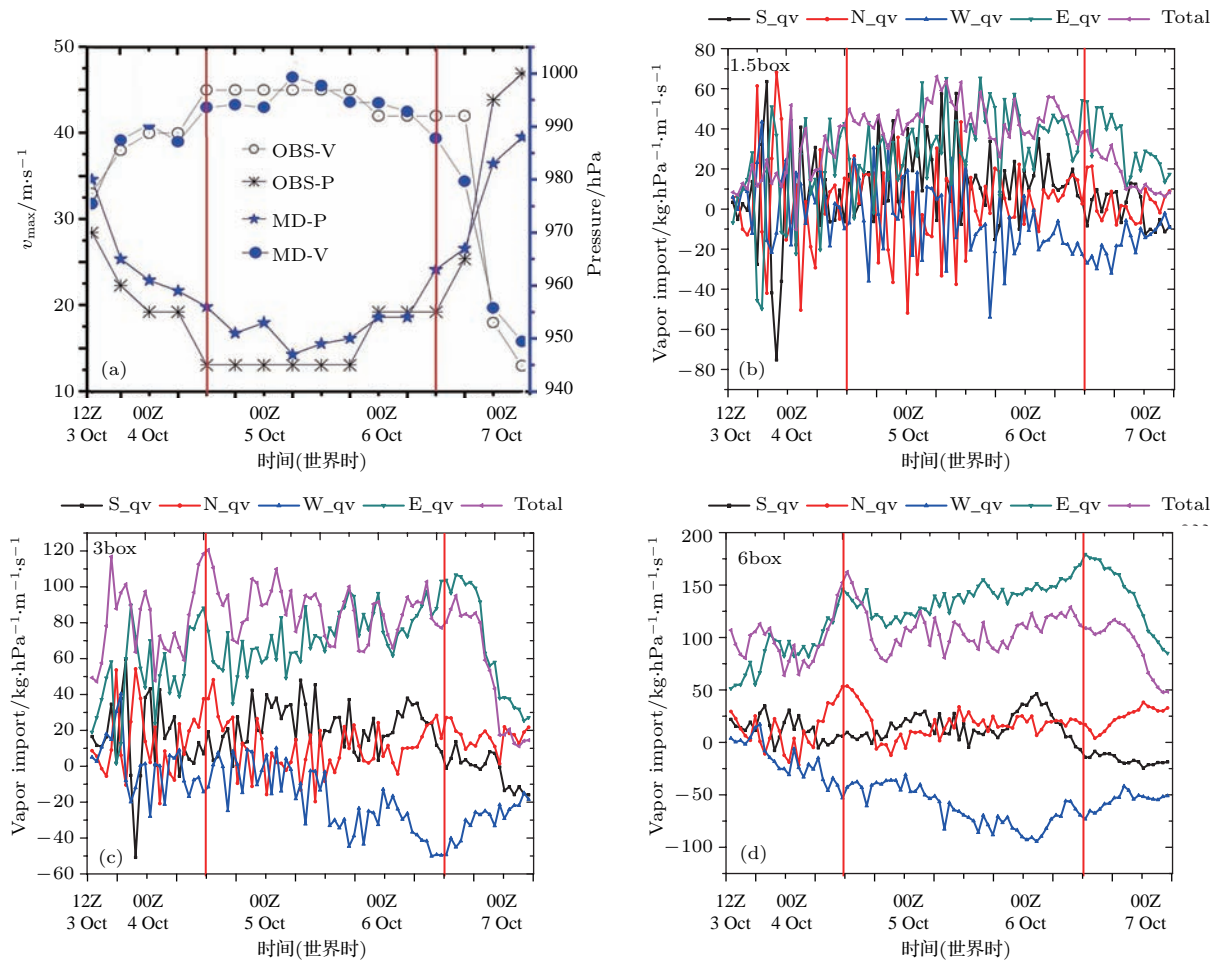 50
40
30
20
10
v_max/m·s⁻¹
OBS-V
OBS-P
MD-P
MD-V
(a)
1000
990
980
970
960
950
940
Pressure/hPa
12Z 00Z 00Z 00Z 00Z
3 Oct 4 Oct 5 Oct 6 Oct 7 Oct
时间(世界时)
S_qv N_qv W_qv E_qv Total
1.5box
80
60
40
20
0
−20
−40
−60
−80
Vapor import/kg·hPa⁻¹·m⁻¹·s⁻¹
(b)
12Z 00Z 00Z 00Z 00Z
3 Oct 4 Oct 5 Oct 6 Oct 7 Oct
时间(世界时)
S_qv N_qv W_qv E_qv Total
3box
120
100
80
60
40
20
0
−20
−40
−60
Vapor import/kg·hPa⁻¹·m⁻¹·s⁻¹
(c)
12Z 00Z 00Z 00Z 00Z
3 Oct 4 Oct 5 Oct 6 Oct 7 Oct
时间(世界时)
S_qv N_qv W_qv E_qv Total
6box
200
150
100
50
0
−50
−100
Vapor import/kg·hPa⁻¹·m⁻¹·s⁻¹
(d)
12Z 00Z 00Z 00Z 00Z
3 Oct 4 Oct 5 Oct 6 Oct 7 Oct
时间(世界时)